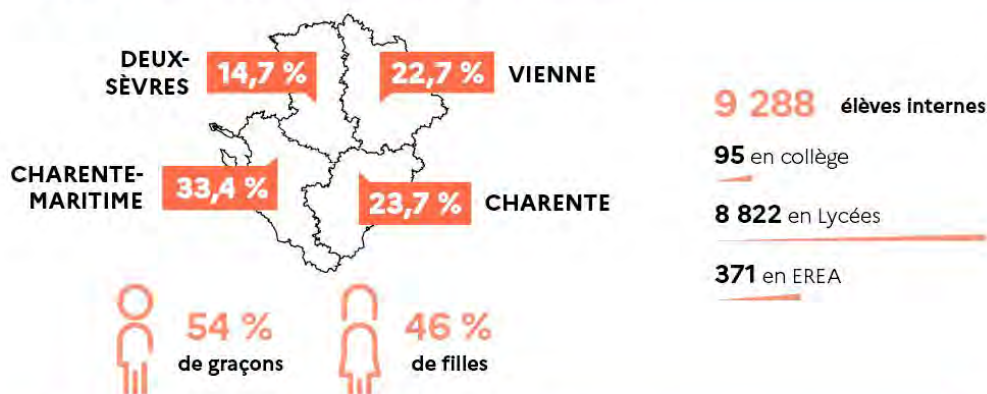 DEUX-
SÈVRES
14,7 %
22,7 %
VIENNE
CHARENTE-
MARITIME
33,4 %
23,7 %
CHARENTE
54 %
de graçons
46 %
de filles
9 288 élèves internes
95 en collège
8 822 en Lycées
371 en EREA